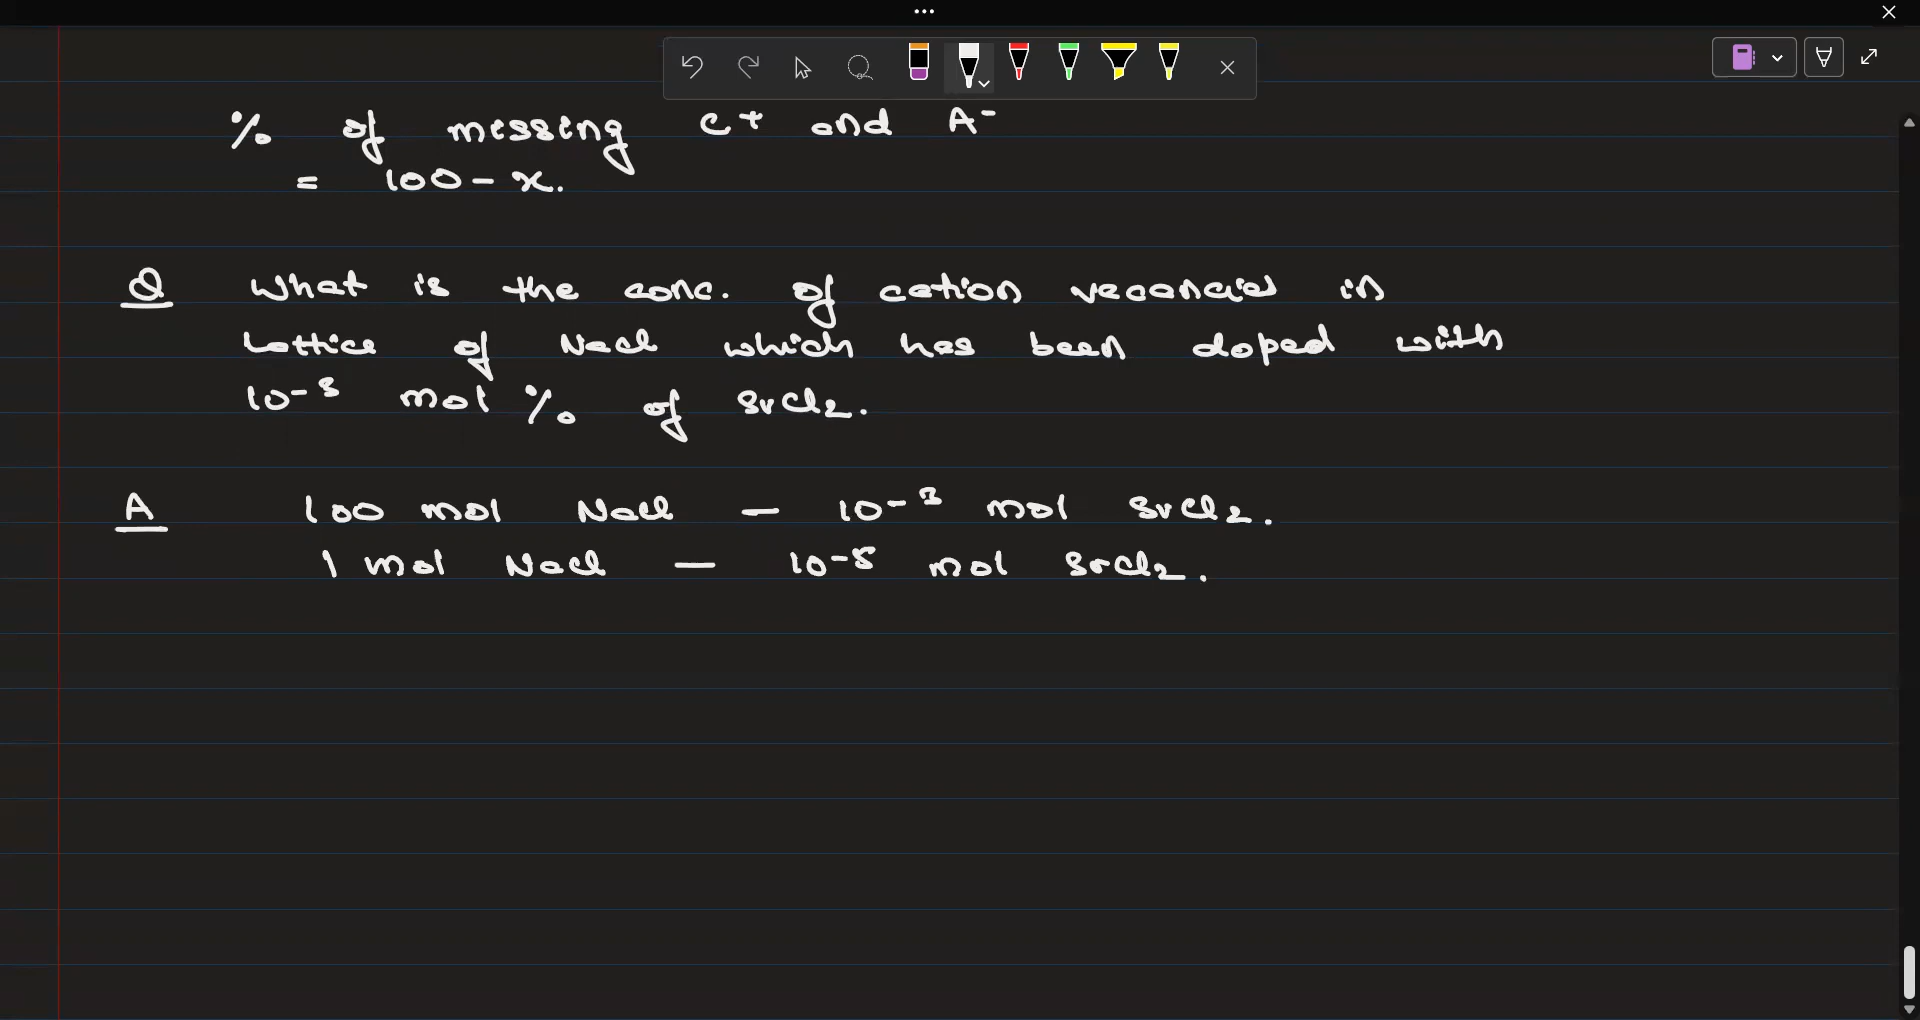 % of missing C+ and A-
= 100 - x.
Q What is the conc. of cation vacancies in
Lattice of NaCl which has been doped with
10-3 mol % of SrCl2.
A 100 mol NaCl — 10-3 mol SrCl2.
1 mol NaCl — 10-5 mol SrCl2.